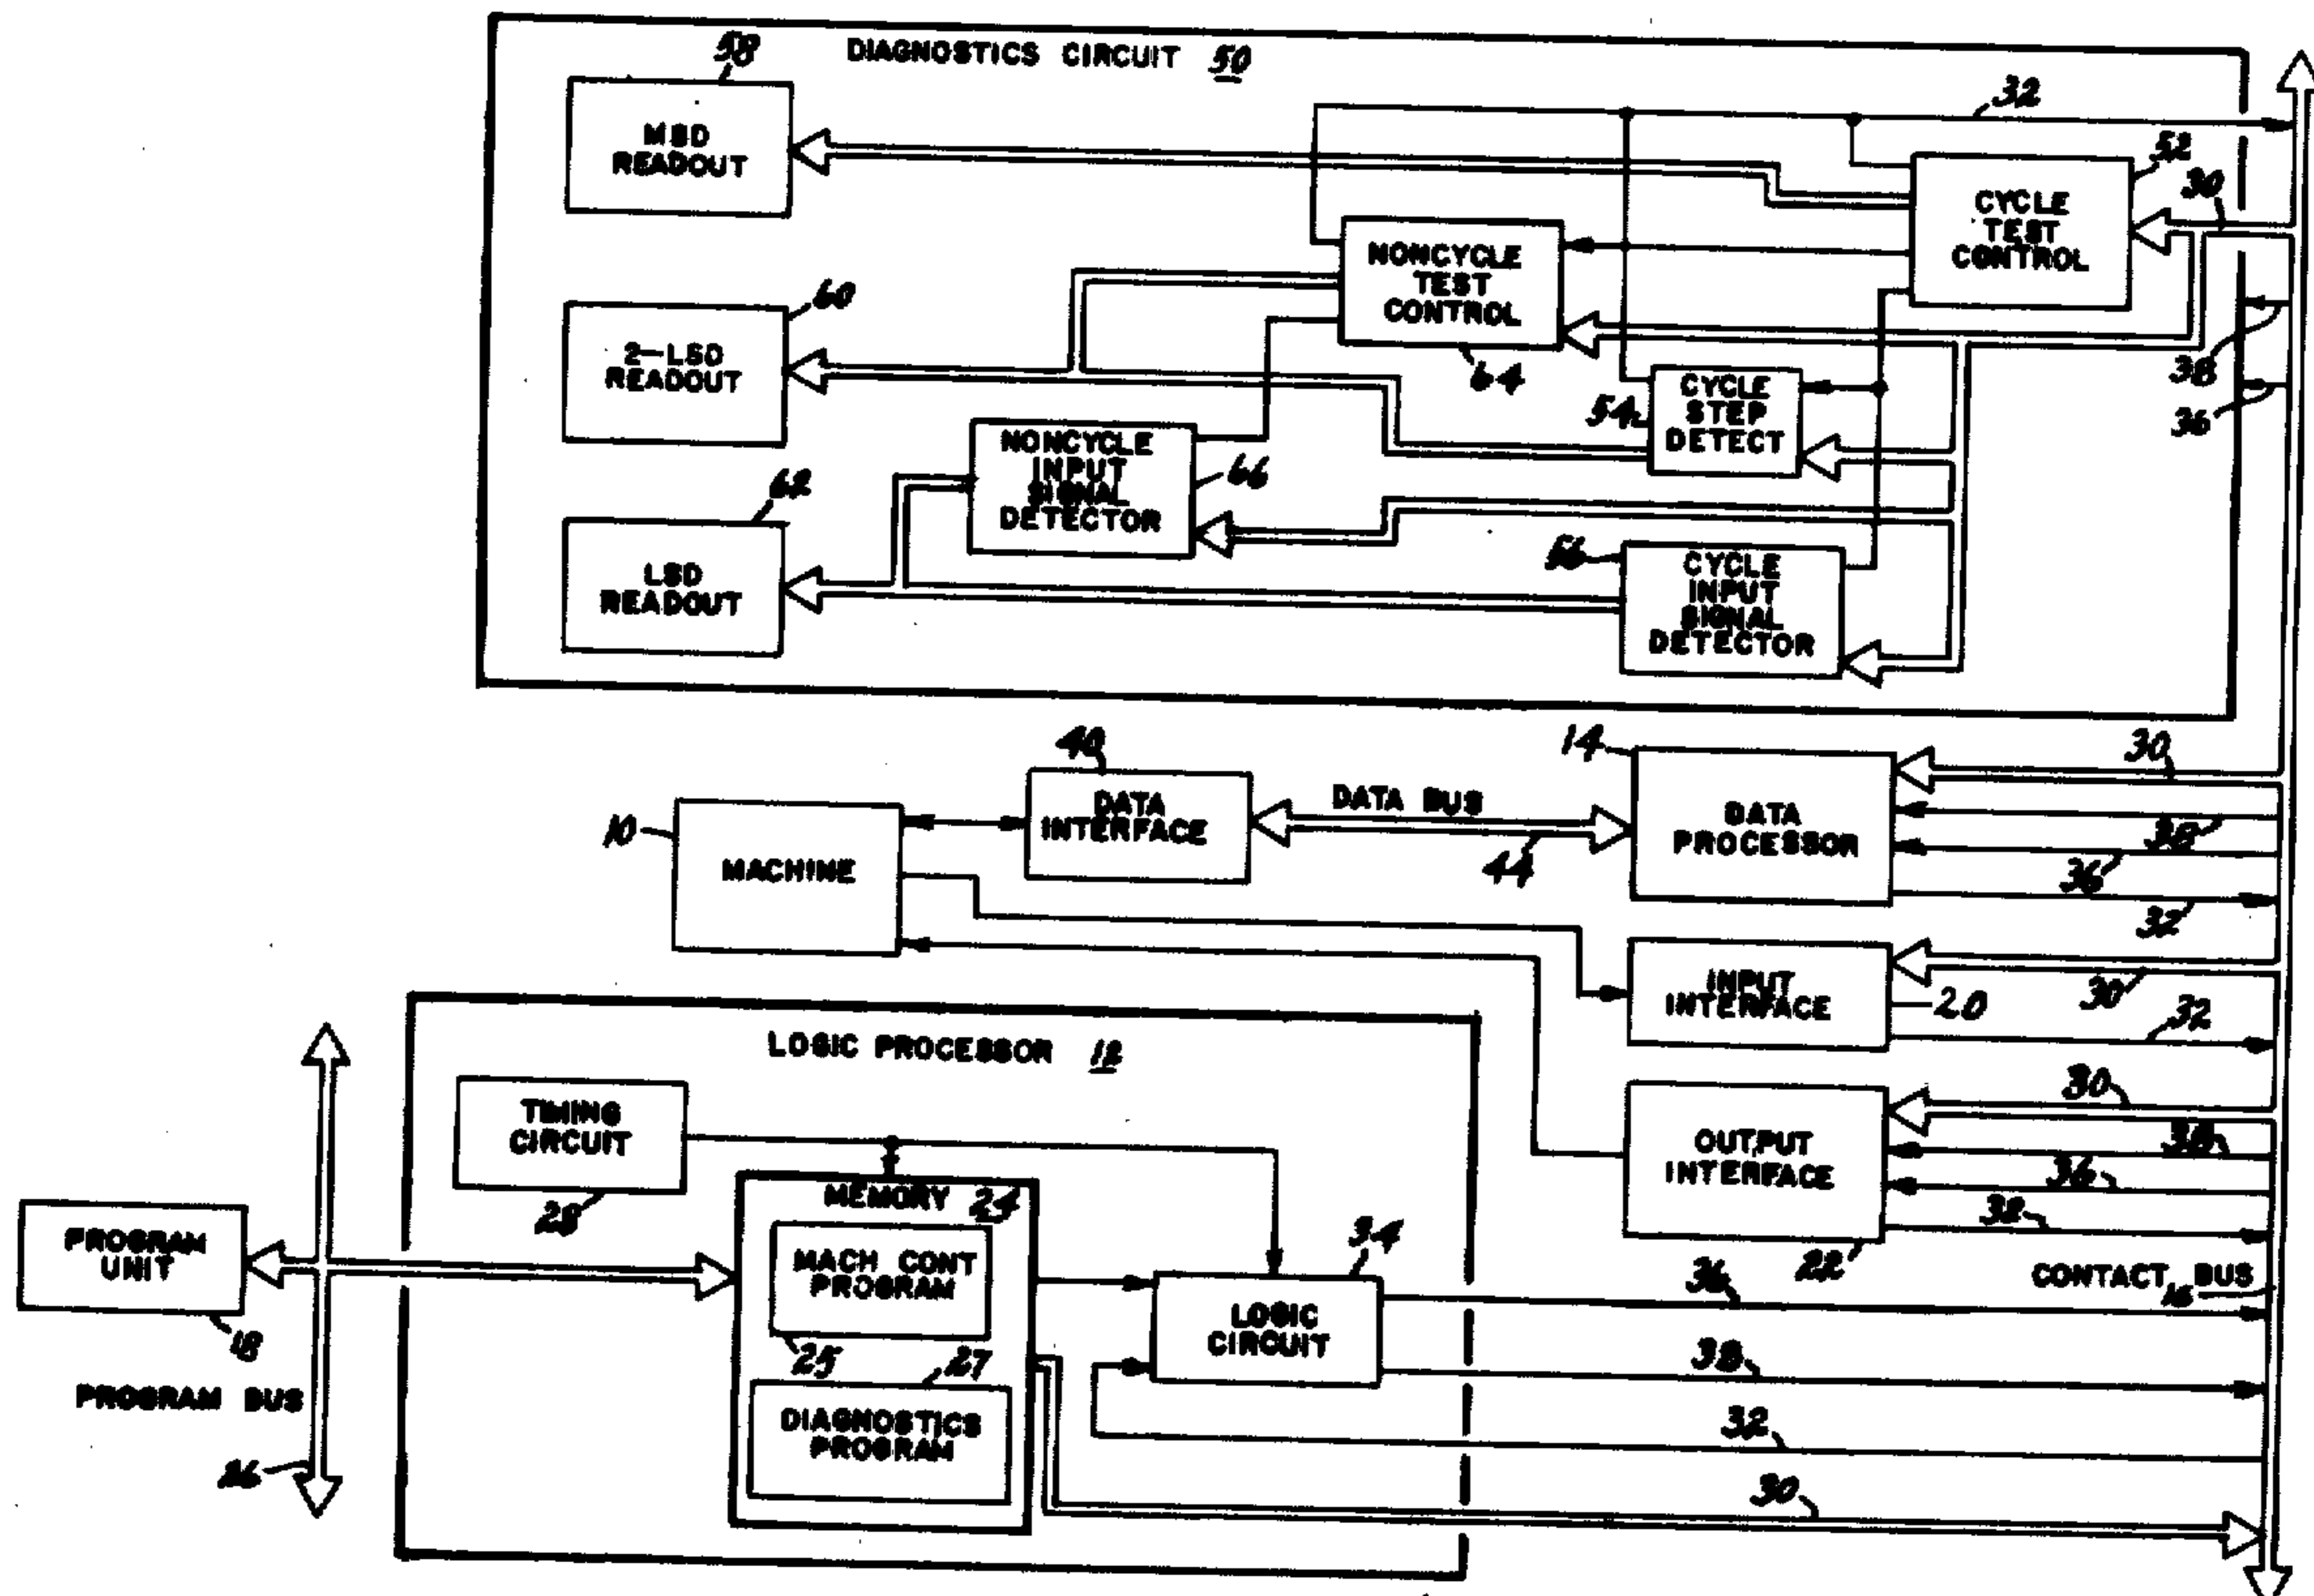 DIAGNOSTICS CIRCUIT 50
58
MSD
READOUT
32
52
CYCLE
TEST
CONTROL
30
NONCYCLE
TEST
CONTROL
64
60
2-LSD
READOUT
38
36
CYCLE
STEP
DETECT
54
NONCYCLE
INPUT
SIGNAL
DETECTOR
66
62
LSD
READOUT
56
CYCLE
INPUT
SIGNAL
DETECTOR
40
DATA
INTERFACE
DATA BUS
44
14
DATA
PROCESSOR
30
38
36
32
10
MACHINE
INPUT
INTERFACE
20
30
32
LOGIC PROCESSOR 12
TIMING
CIRCUIT
28
OUTPUT
INTERFACE
22
30
38
36
32
PROGRAM
UNIT
18
MEMORY 24
MACH CONT
PROGRAM
25
27
DIAGNOSTICS
PROGRAM
34
LOGIC
CIRCUIT
36
CONTACT BUS
16
38
32
30
PROGRAM BUS
26